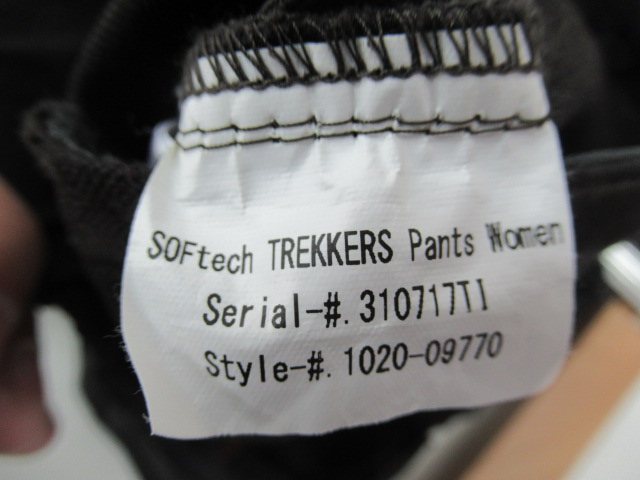 SOFtech TREKKERS Pants Women
Serial-#. 310717TI
Style-#. 1020-09770